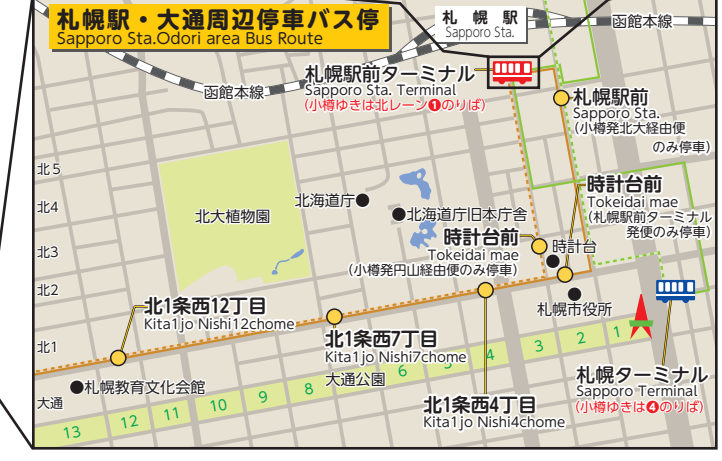 札幌駅・大通周辺停車バス停
Sapporo Sta.Odori area Bus Route
札幌駅
Sapporo Sta.
函館本線
函館本線
札幌駅前ターミナル
Sapporo Sta. Terminal
(小樽ゆきは北レーン❶のりば)
札幌駅前
Sapporo Sta.
(小樽発北大経由便
のみ停車)
北5
北4
北3
北2
北1
大通
北大植物園
北海道庁
北海道庁旧本庁舎
時計台前
Tokeidai mae
(札幌駅前ターミナル
発便のみ停車)
時計台前
Tokeidai mae
(小樽発円山経由便のみ停車)
時計台
札幌市役所
北1条西12丁目
Kita1jo Nishi12chome
北1条西7丁目
Kita1jo Nishi7chome
北1条西4丁目
Kita1jo Nishi4chome
札幌教育文化会館
大通公園
札幌ターミナル
Sapporo Terminal
(小樽ゆきは❹のりば)
13
12
11
10
9
8
6
4
3
2
1